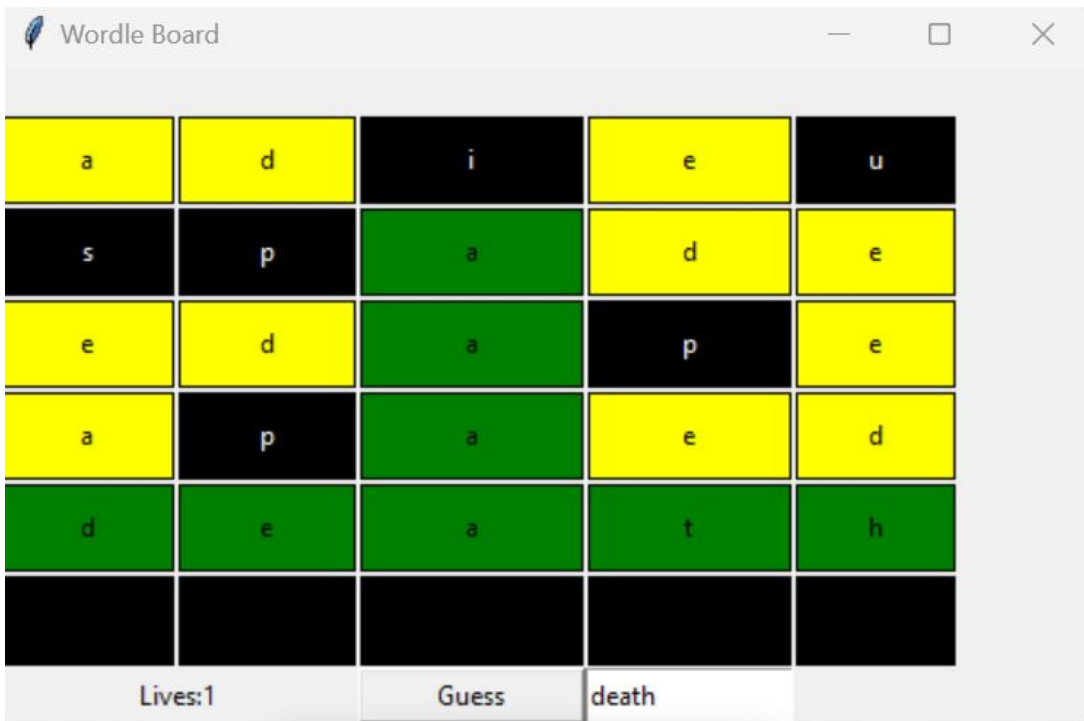 Wordle Board
a d i e u
s p a d e
e d a p e
a p a e d
d e a t h
Lives:1 Guess death